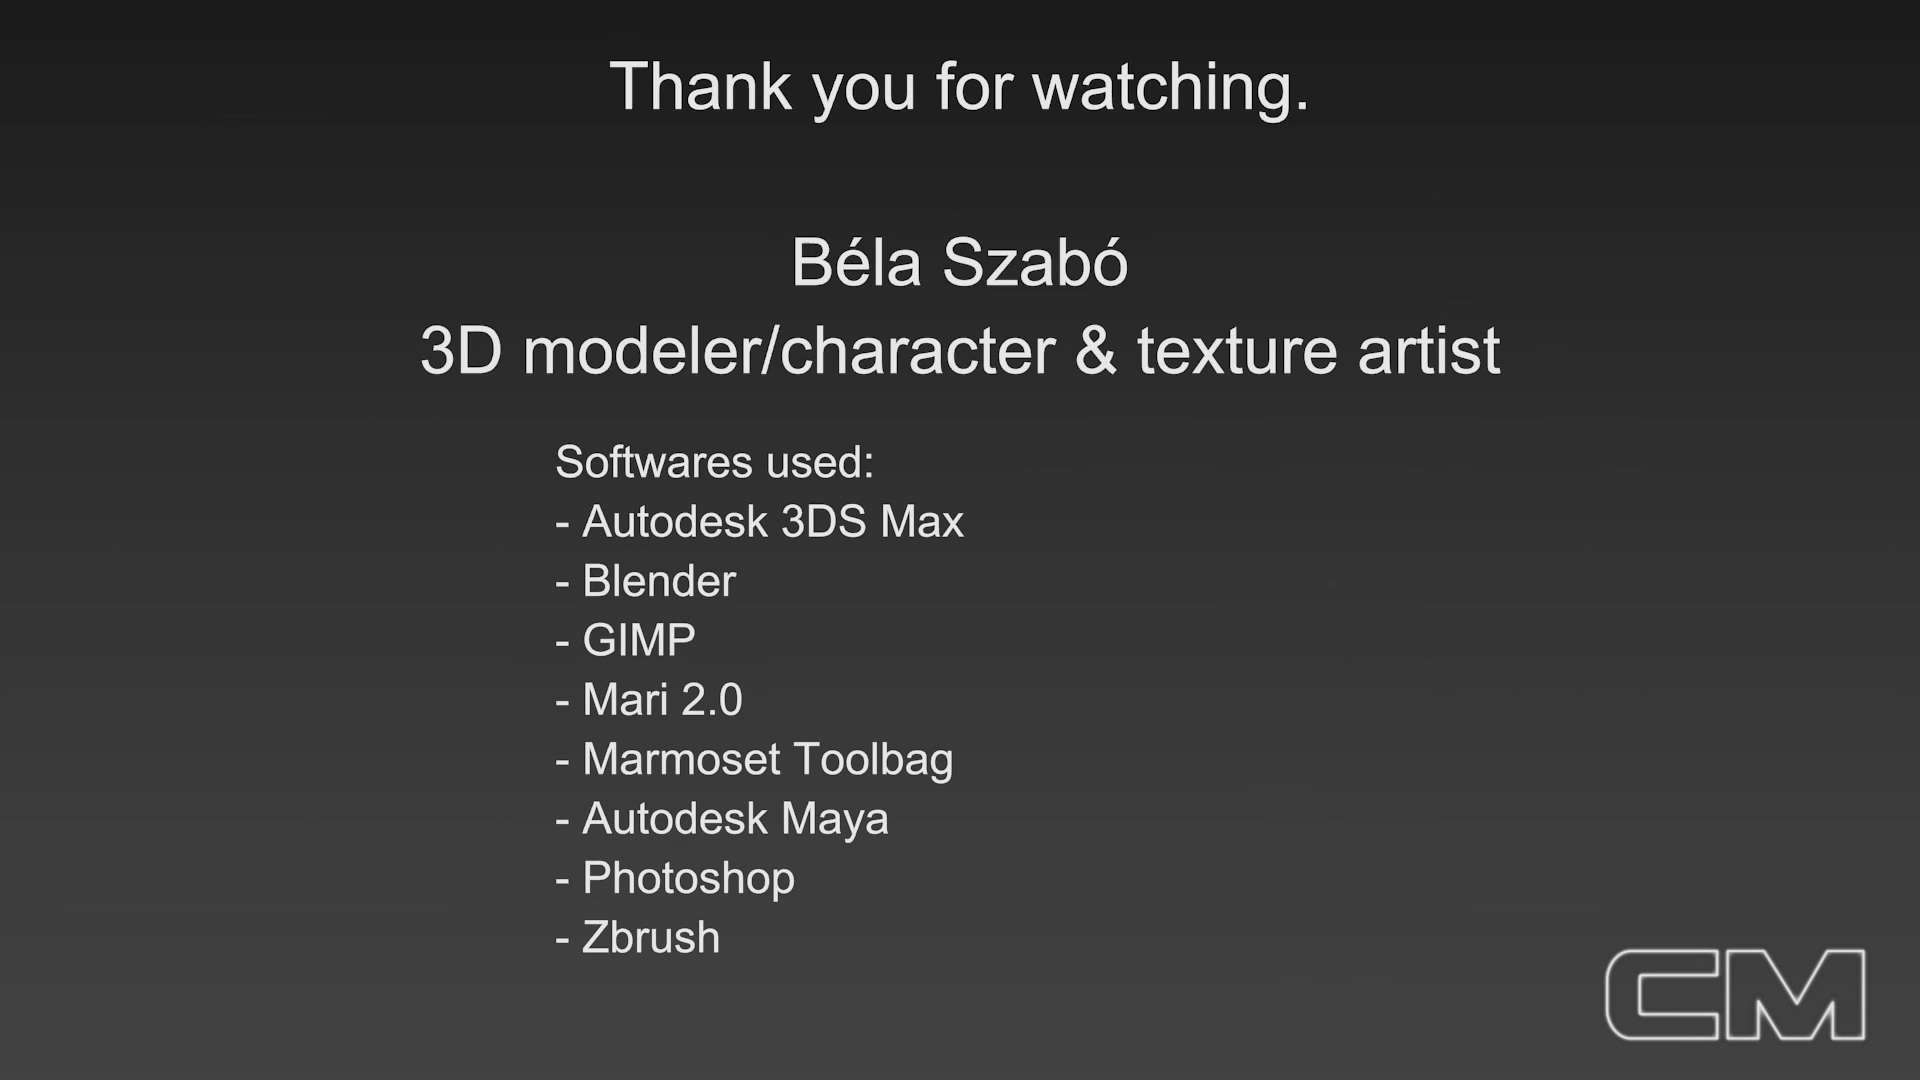 Thank you for watching.
Béla Szabó
3D modeler/character & texture artist
Softwares used:
- Autodesk 3DS Max
- Blender
- GIMP
- Mari 2.0
- Marmoset Toolbag
- Autodesk Maya
- Photoshop
- Zbrush
CM